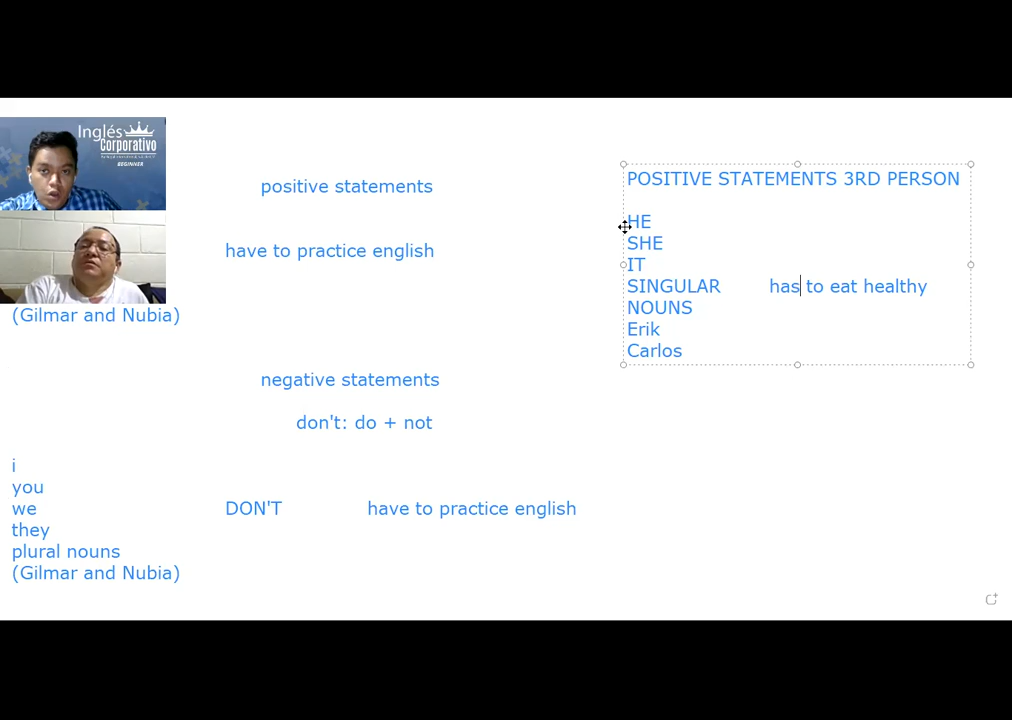 Inglés
Corporativo
BEGINNER
positive statements
have to practice english
(Gilmar and Nubia)
negative statements
don't: do + not
i
you
we DON'T have to practice english
they
plural nouns
(Gilmar and Nubia)
POSITIVE STATEMENTS 3RD PERSON
HE
SHE
IT
SINGULAR has to eat healthy
NOUNS
Erik
Carlos